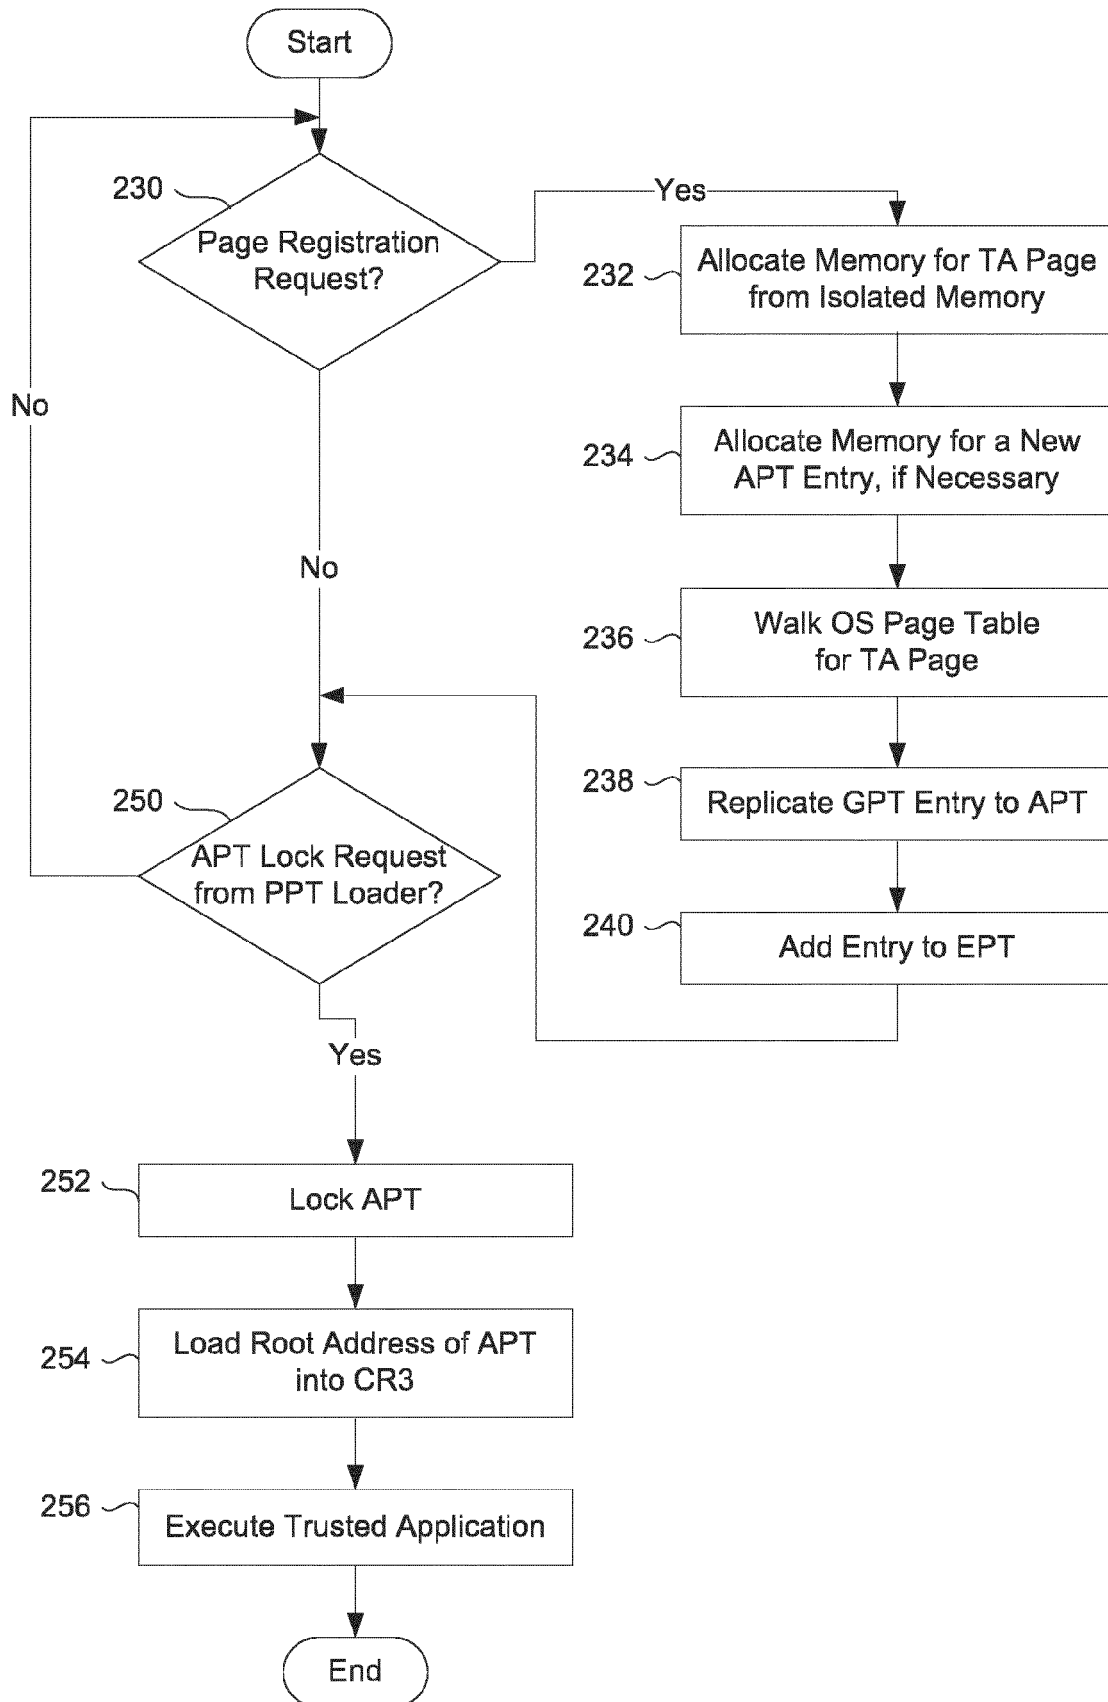 Start
230
Page Registration
Request?
Yes
232
Allocate Memory for TA Page
from Isolated Memory
No
234
Allocate Memory for a New
APT Entry, if Necessary
No
236
Walk OS Page Table
for TA Page
238
Replicate GPT Entry to APT
250
APT Lock Request
from PPT Loader?
240
Add Entry to EPT
Yes
252
Lock APT
254
Load Root Address of APT
into CR3
256
Execute Trusted Application
End